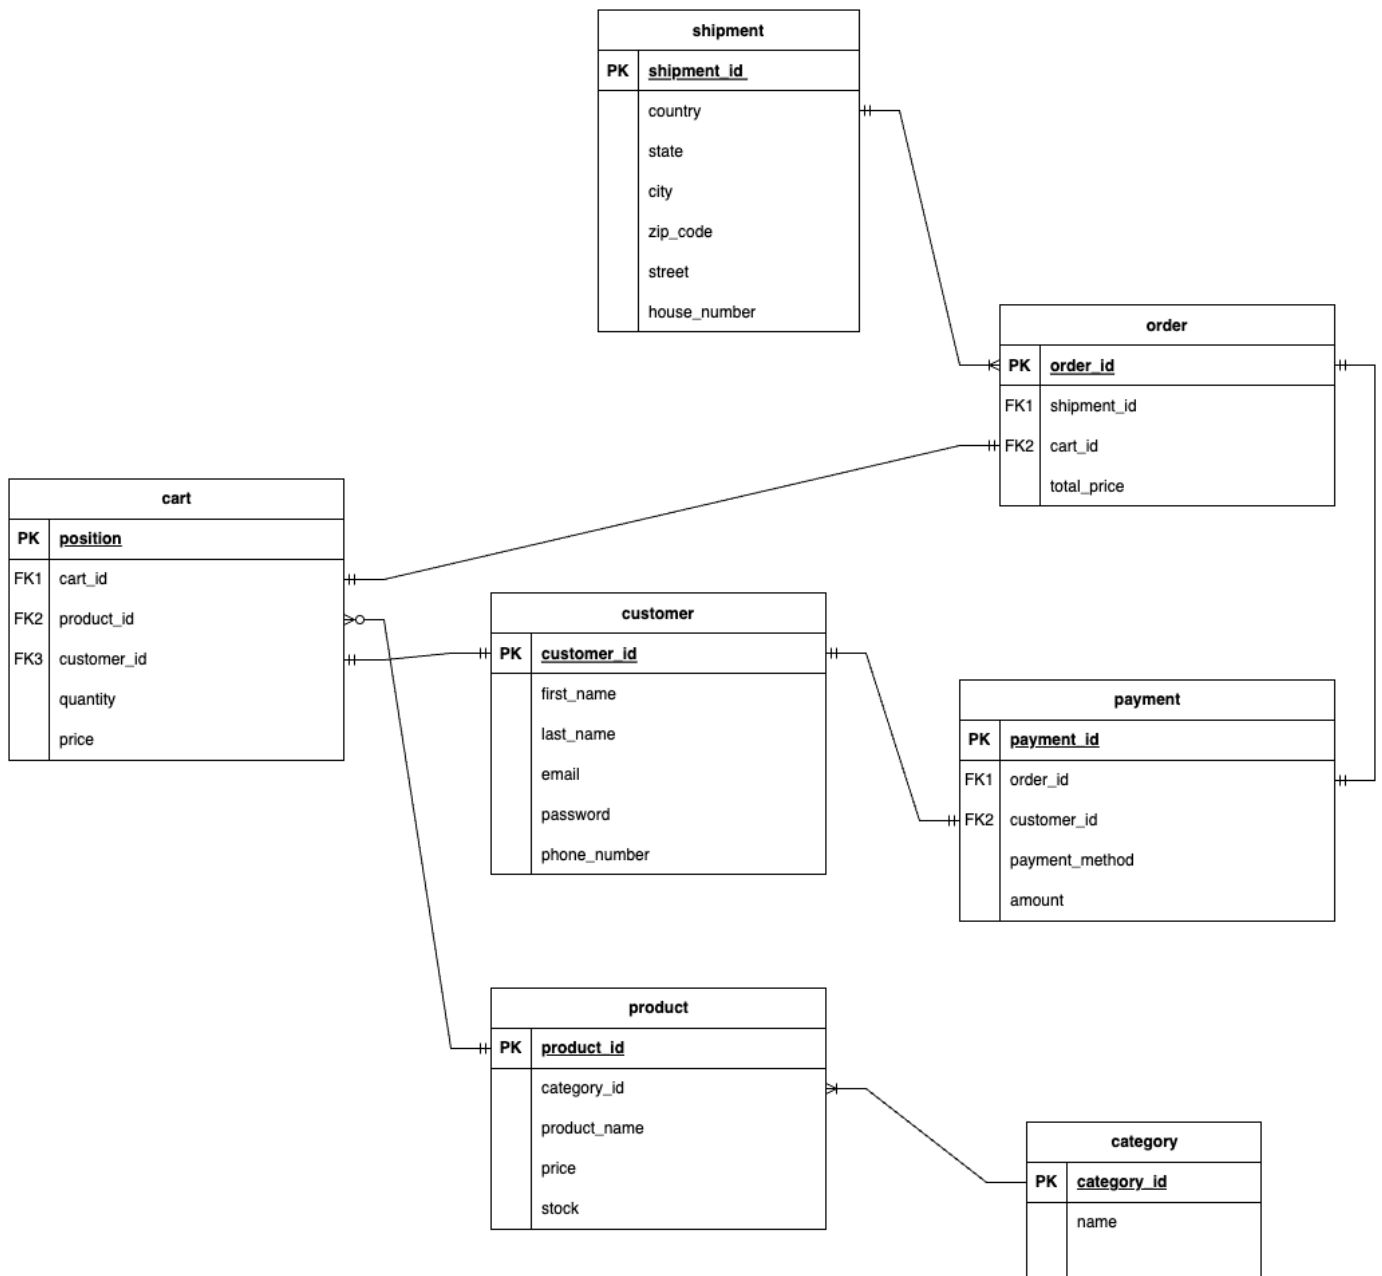 shipment
PK shipment_id
country
state
city
zip_code
street
house_number
order
PK order_id
FK1 shipment_id
FK2 cart_id
total_price
cart
PK position
FK1 cart_id
FK2 product_id
FK3 customer_id
quantity
price
customer
PK customer_id
first_name
last_name
email
password
phone_number
payment
PK payment_id
FK1 order_id
FK2 customer_id
payment_method
amount
product
PK product_id
category_id
product_name
price
stock
category
PK category_id
name